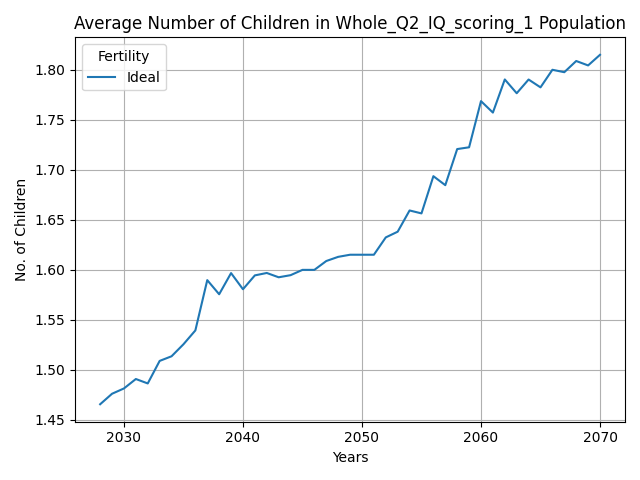 Average Number of Children in Whole_Q2_IQ_scoring_1 Population
Fertility
Ideal
No. of Children
1.80
1.75
1.70
1.65
1.60
1.55
1.50
1.45
2030 2040 2050 2060 2070
Years